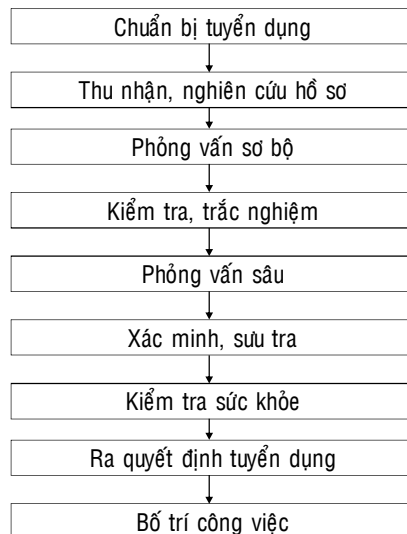 Chuẩn bị tuyển dụng
Thu nhận, nghiên cứu hồ sơ
Phỏng vấn sơ bộ
Kiểm tra, trắc nghiệm
Phỏng vấn sâu
Xác minh, sưu tra
Kiểm tra sức khỏe
Ra quyết định tuyển dụng
Bố trí công việc